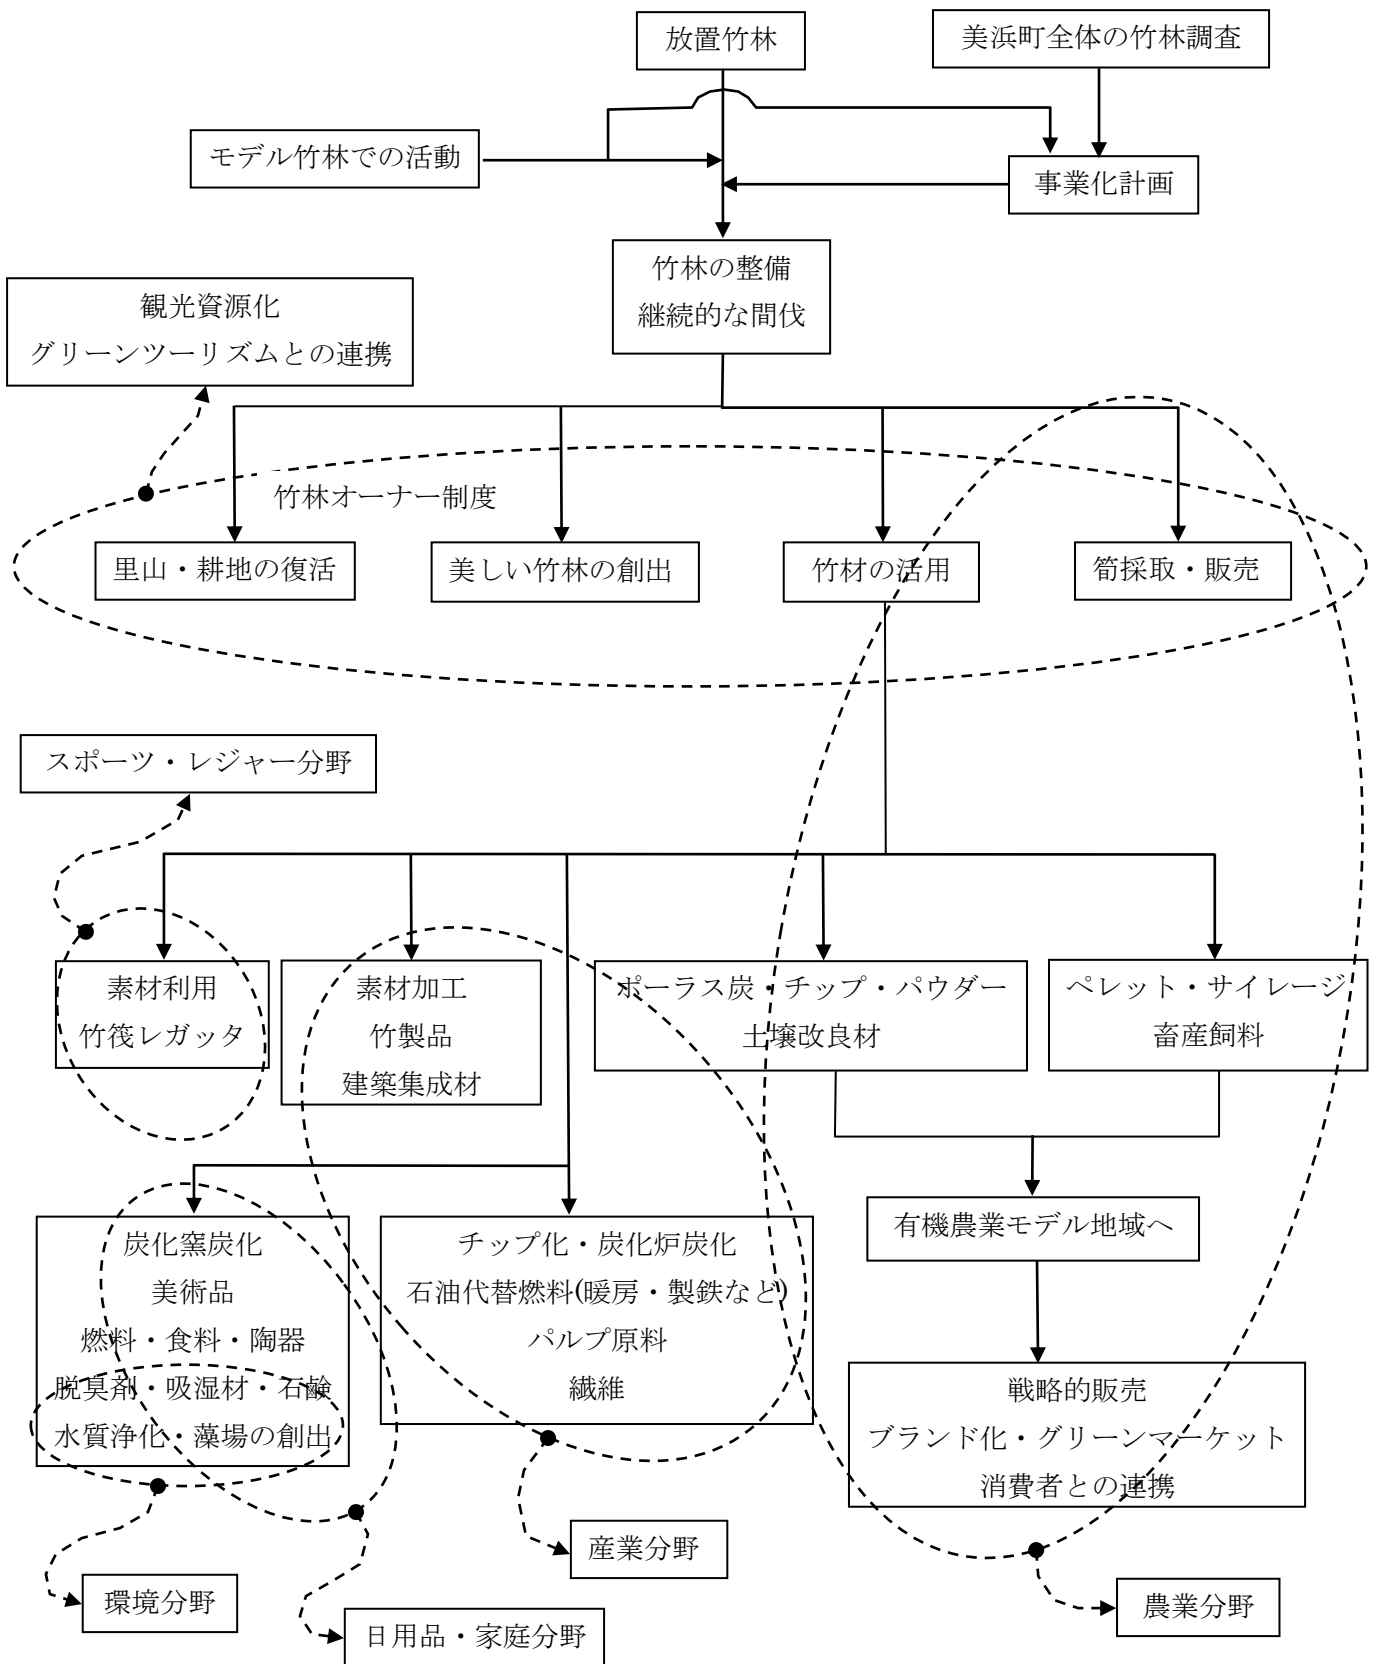 放置竹林
美浜町全体の竹林調査
モデル竹林での活動
事業化計画
竹林の整備
継続的な間伐
観光資源化
グリーンツーリズムとの連携
竹林オーナー制度
里山・耕地の復活
美しい竹林の創出
竹材の活用
筍採取・販売
スポーツ・レジャー分野
素材利用
竹筏レガッタ
素材加工
竹製品
建築集成材
ポーラス炭・チップ・パウダー
土壌改良材
ペレット・サイレージ
畜産飼料
炭化窯炭化
美術品
燃料・食料・陶器
脱臭剤・吸湿材・石鹸
水質浄化・藻場の創出
チップ化・炭化炉炭化
石油代替燃料(暖房・製鉄など)
パルプ原料
繊維
有機農業モデル地域へ
戦略的販売
ブランド化・グリーンマーケット
消費者との連携
産業分野
環境分野
日用品・家庭分野
農業分野